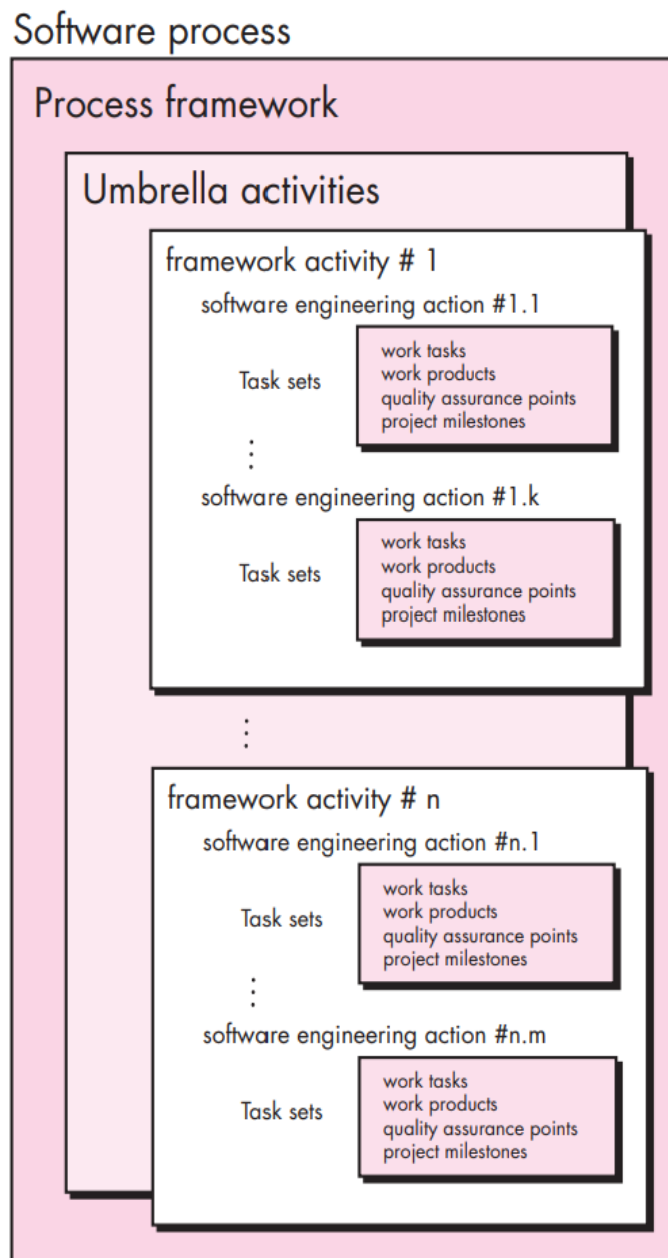 Software process
Process framework
Umbrella activities
framework activity # 1
software engineering action #1.1
Task sets
work tasks
work products
quality assurance points
project milestones
software engineering action #1.k
Task sets
work tasks
work products
quality assurance points
project milestones
framework activity # n
software engineering action #n.1
Task sets
work tasks
work products
quality assurance points
project milestones
software engineering action #n.m
Task sets
work tasks
work products
quality assurance points
project milestones